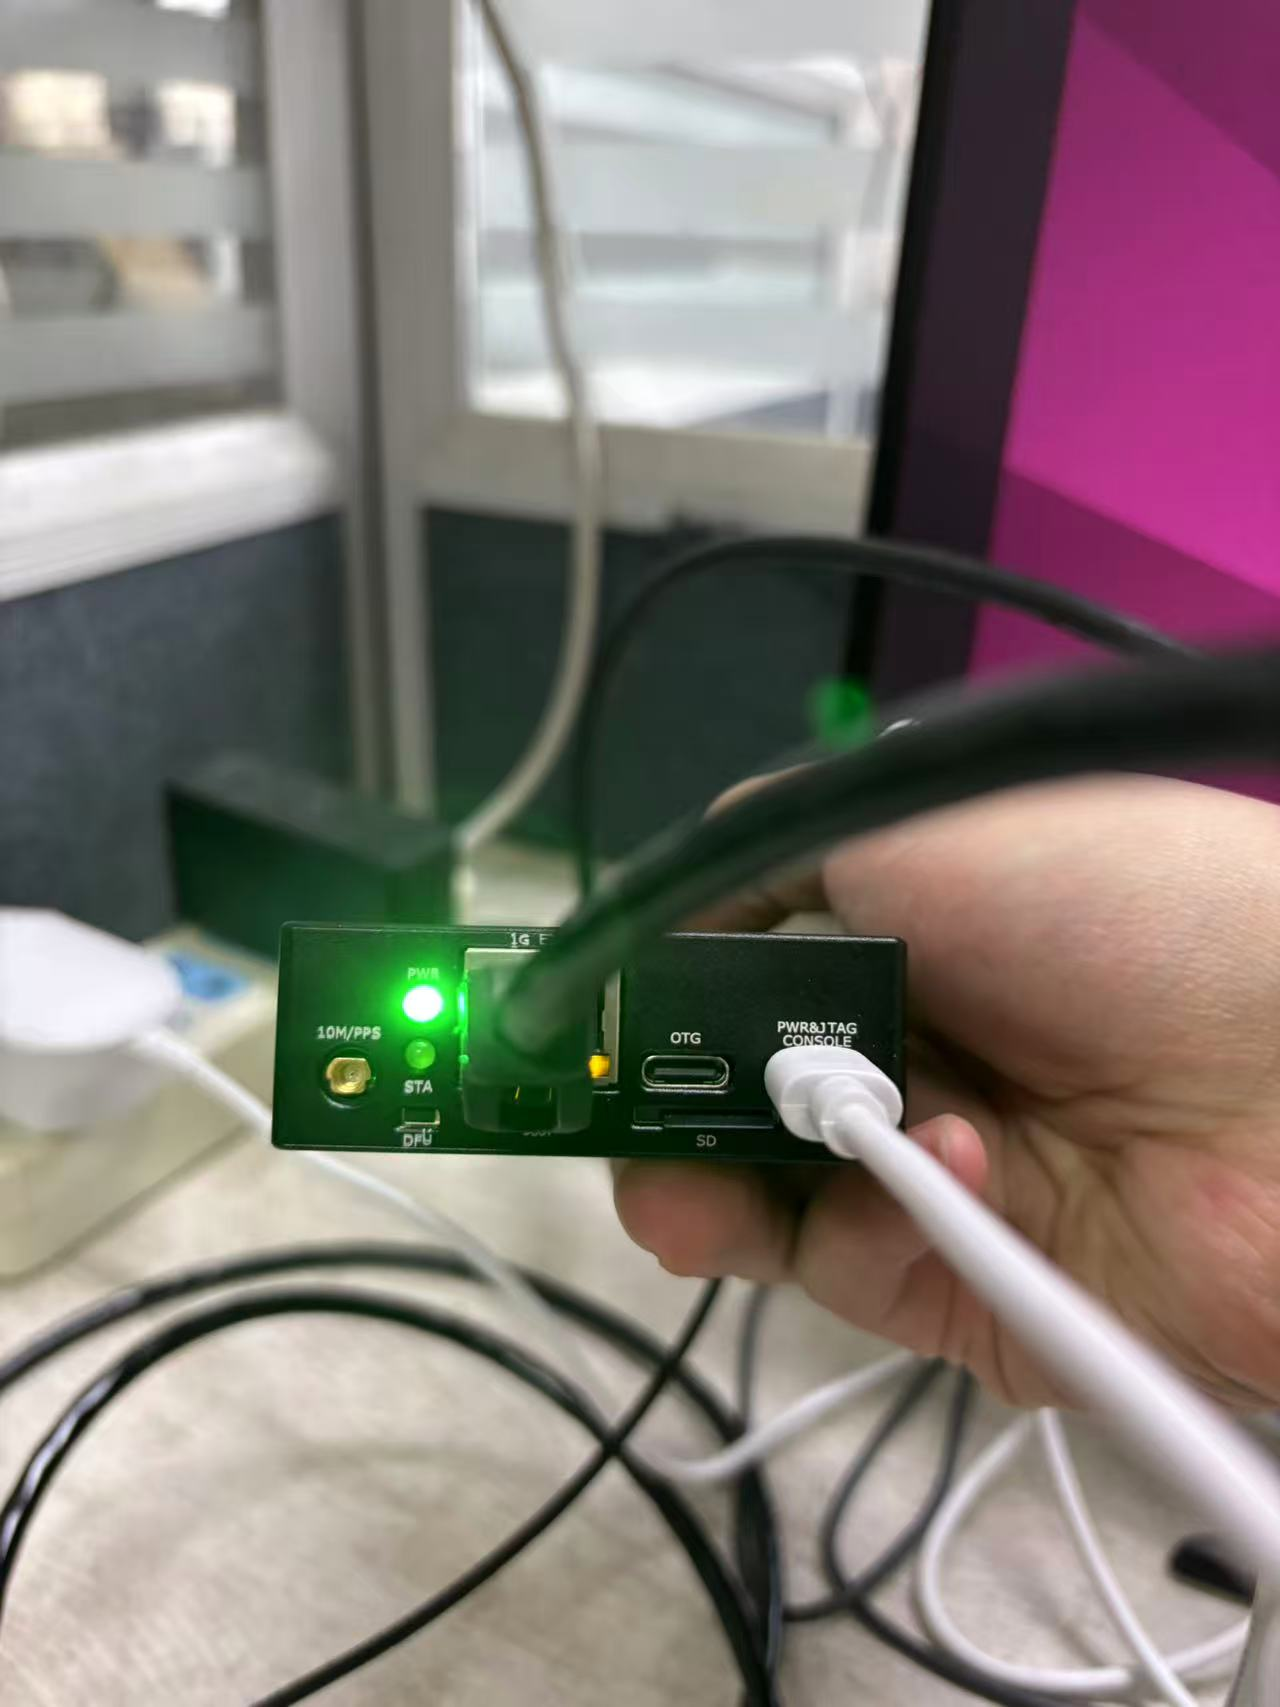 1G
PWR
10M/PPS
STA
DFU
OTG
SD
PWR&JTAG
CONSOLE